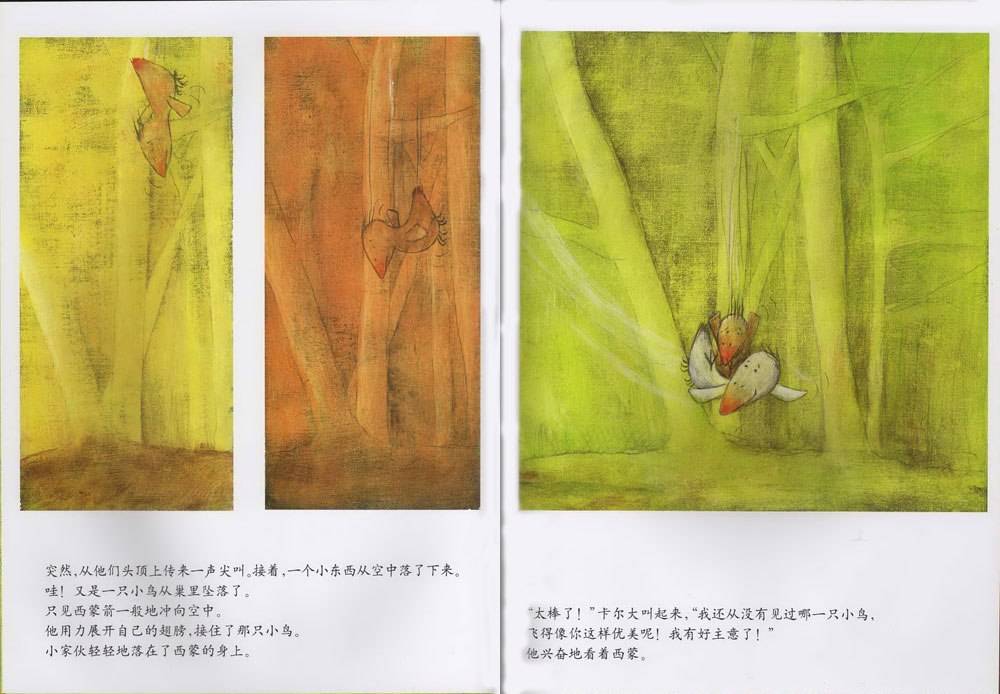 突然，从他们头顶上传来一声尖叫。接着，一个小东西从空中落了下来。
哇！又是一只小鸟从巢里坠落了。
只见西蒙箭一般地冲向空中。
他用力展开自己的翅膀，接住了那只小鸟。
小家伙轻轻地落在了西蒙的身上。
“太棒了！”卡尔大叫起来，“我还从没有见过哪一只小鸟，
飞得像你这样优美呢！我有好主意了！”
他兴奋地看着西蒙。